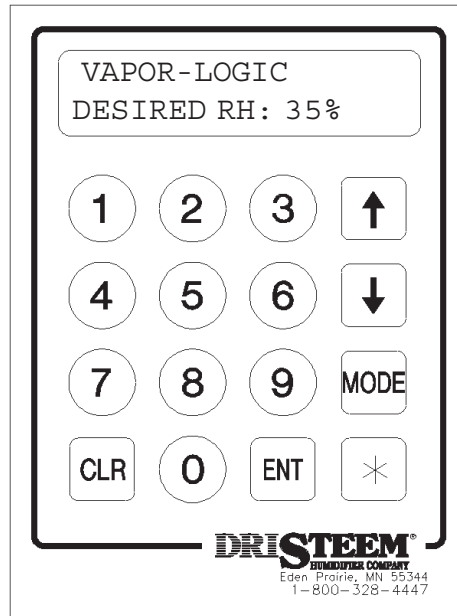 VAPOR-LOGIC
DESIRED RH: 35%
1 2 3
4 5 6
7 8 9 MODE
CLR 0 ENT *
DRISTEEM®
HUMIDIFIER COMPANY
Eden Prairie, MN 55344
1-800-328-4447